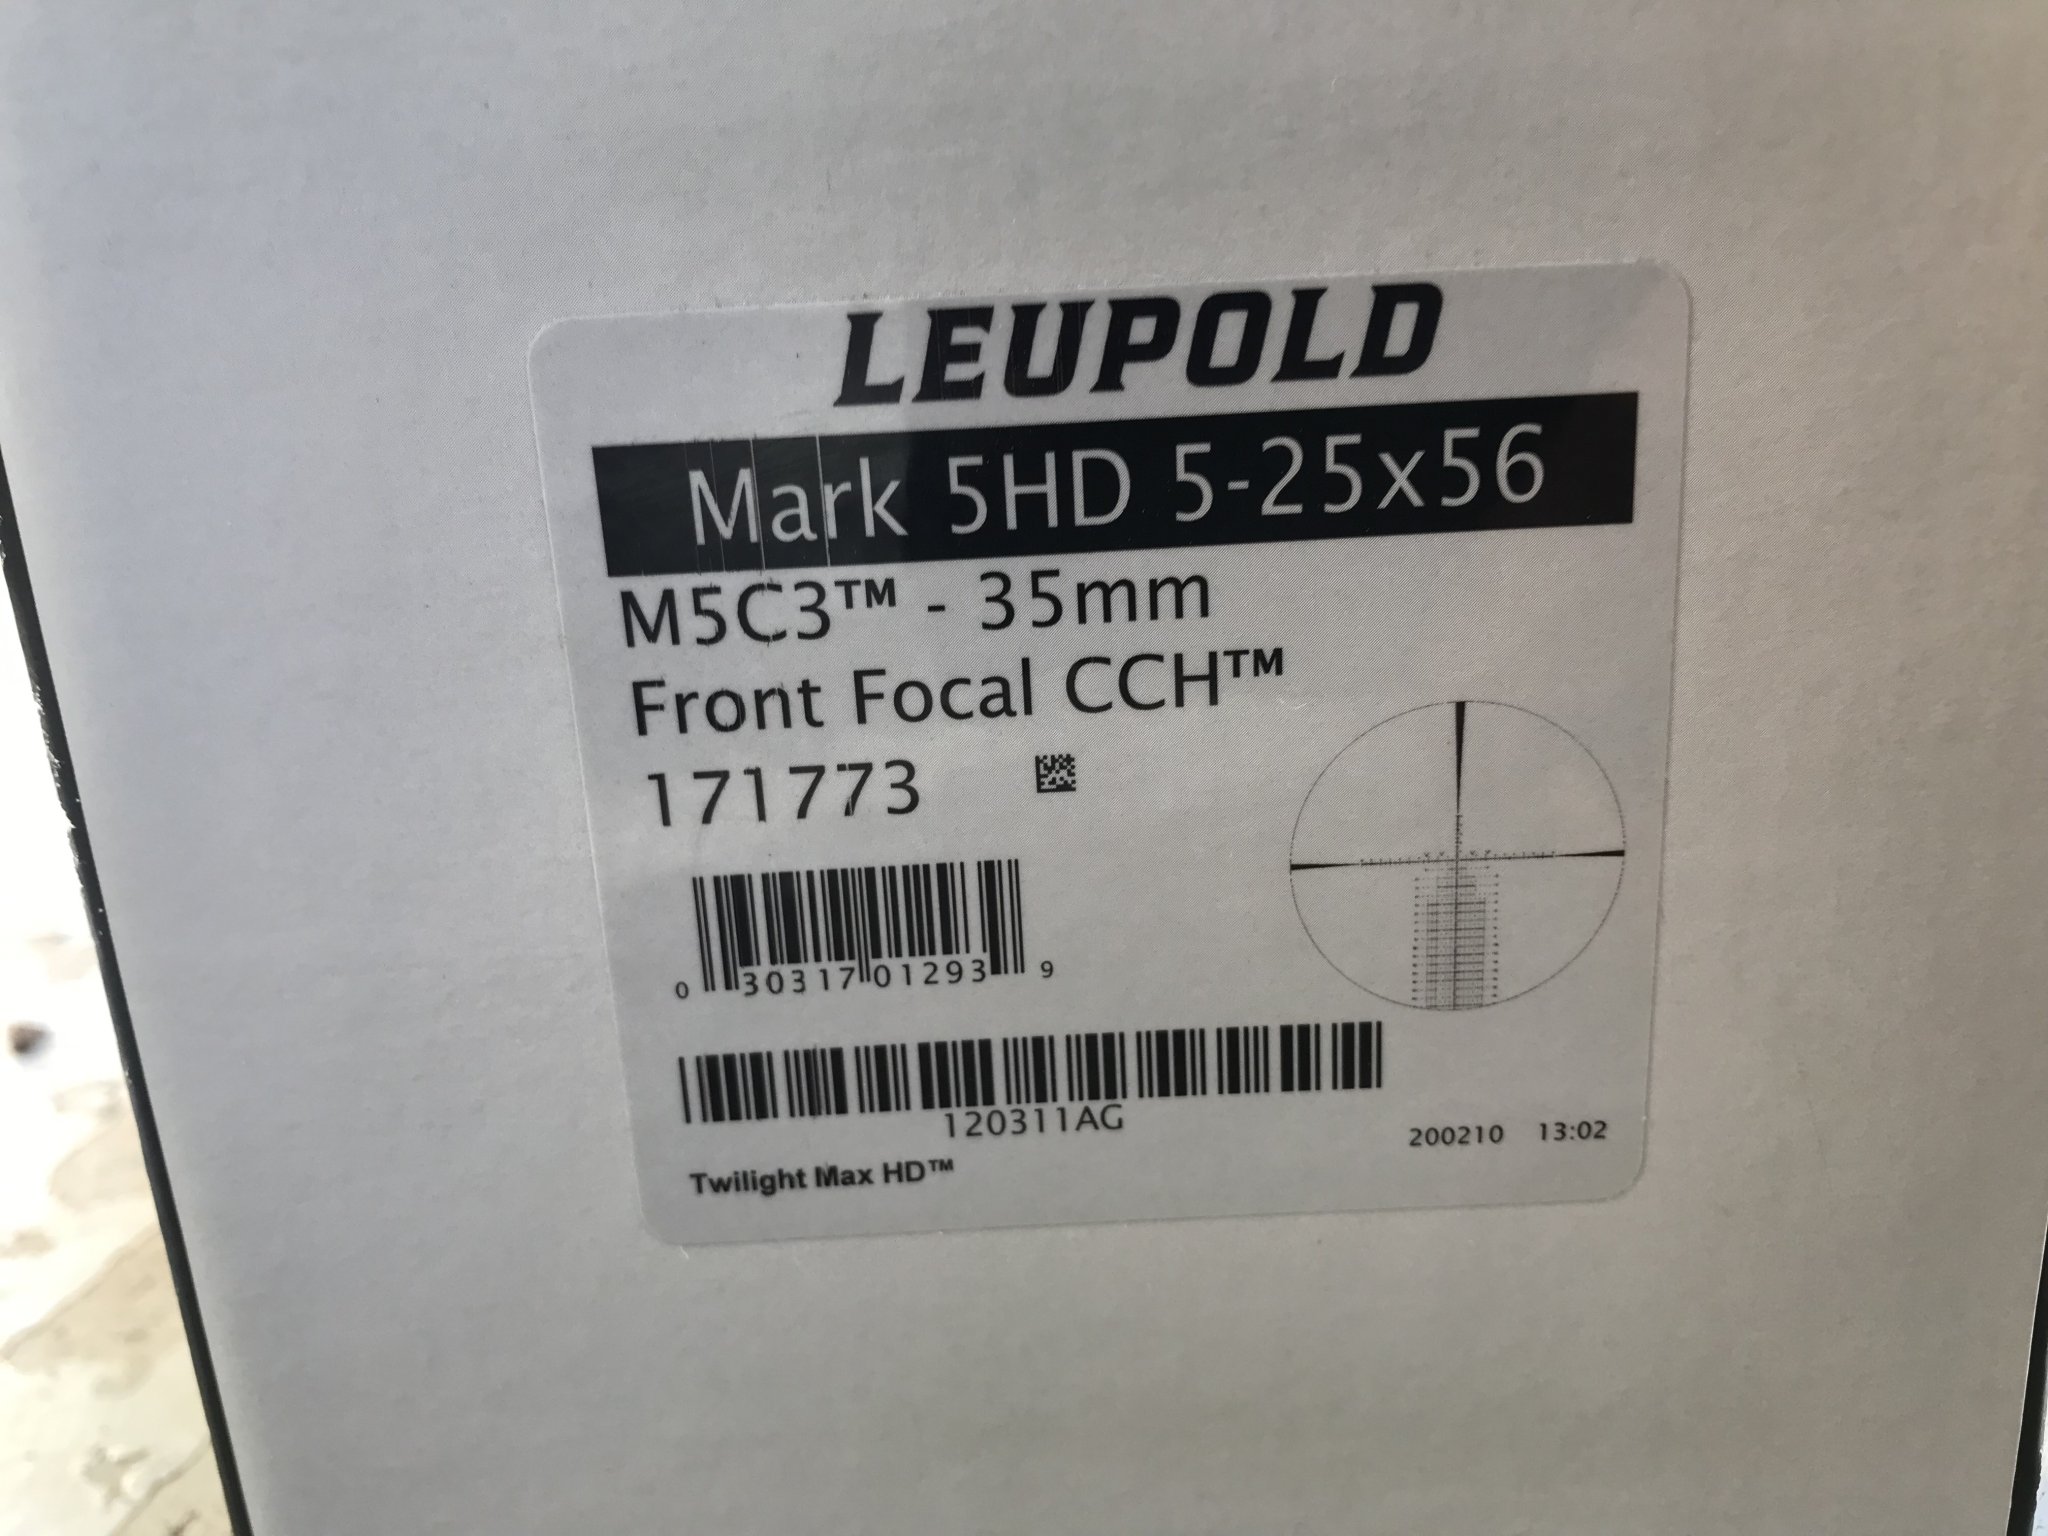 LEUPOLD
Mark 5HD 5-25x56
M5C3™ - 35mm
Front Focal CCH™
171773
0 30317 01293 9
120311AG
200210 13:02
Twilight Max HD™